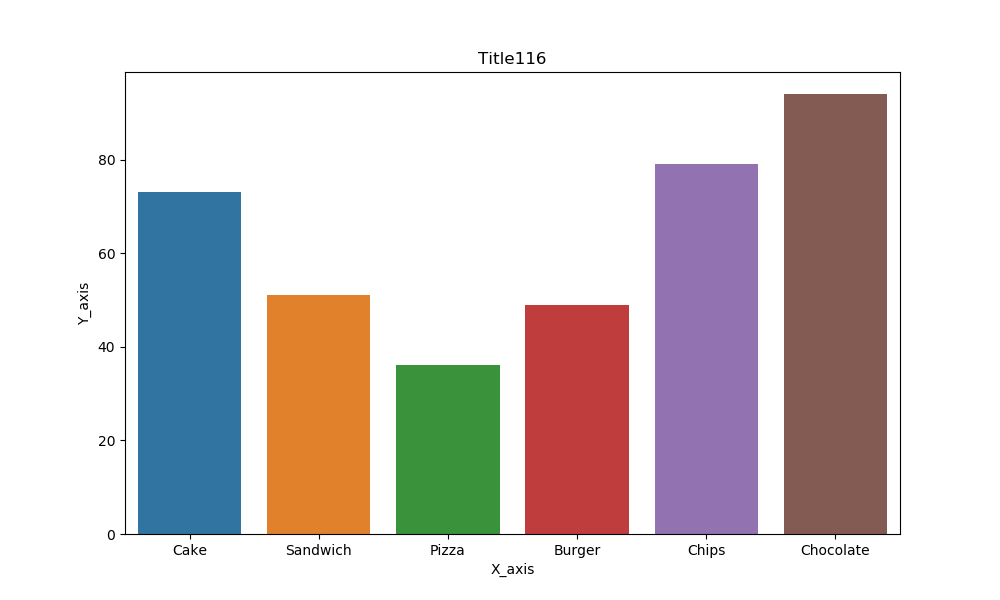 Title116
Y_axis
80
60
40
20
0
Cake Sandwich Pizza Burger Chips Chocolate
X_axis